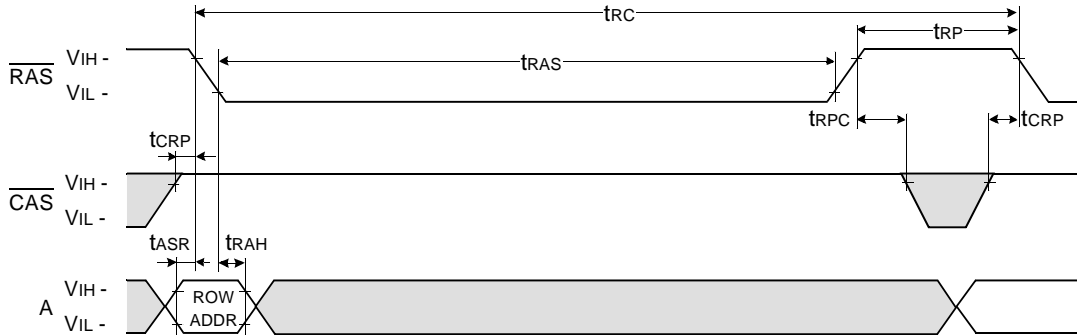 tRC
tRP
RAS
VIH -
VIL -
tRAS
tRPC
tCRP
tCRP
CAS
VIH -
VIL -
tASR
tRAH
A
VIH -
VIL -
ROW
ADDR